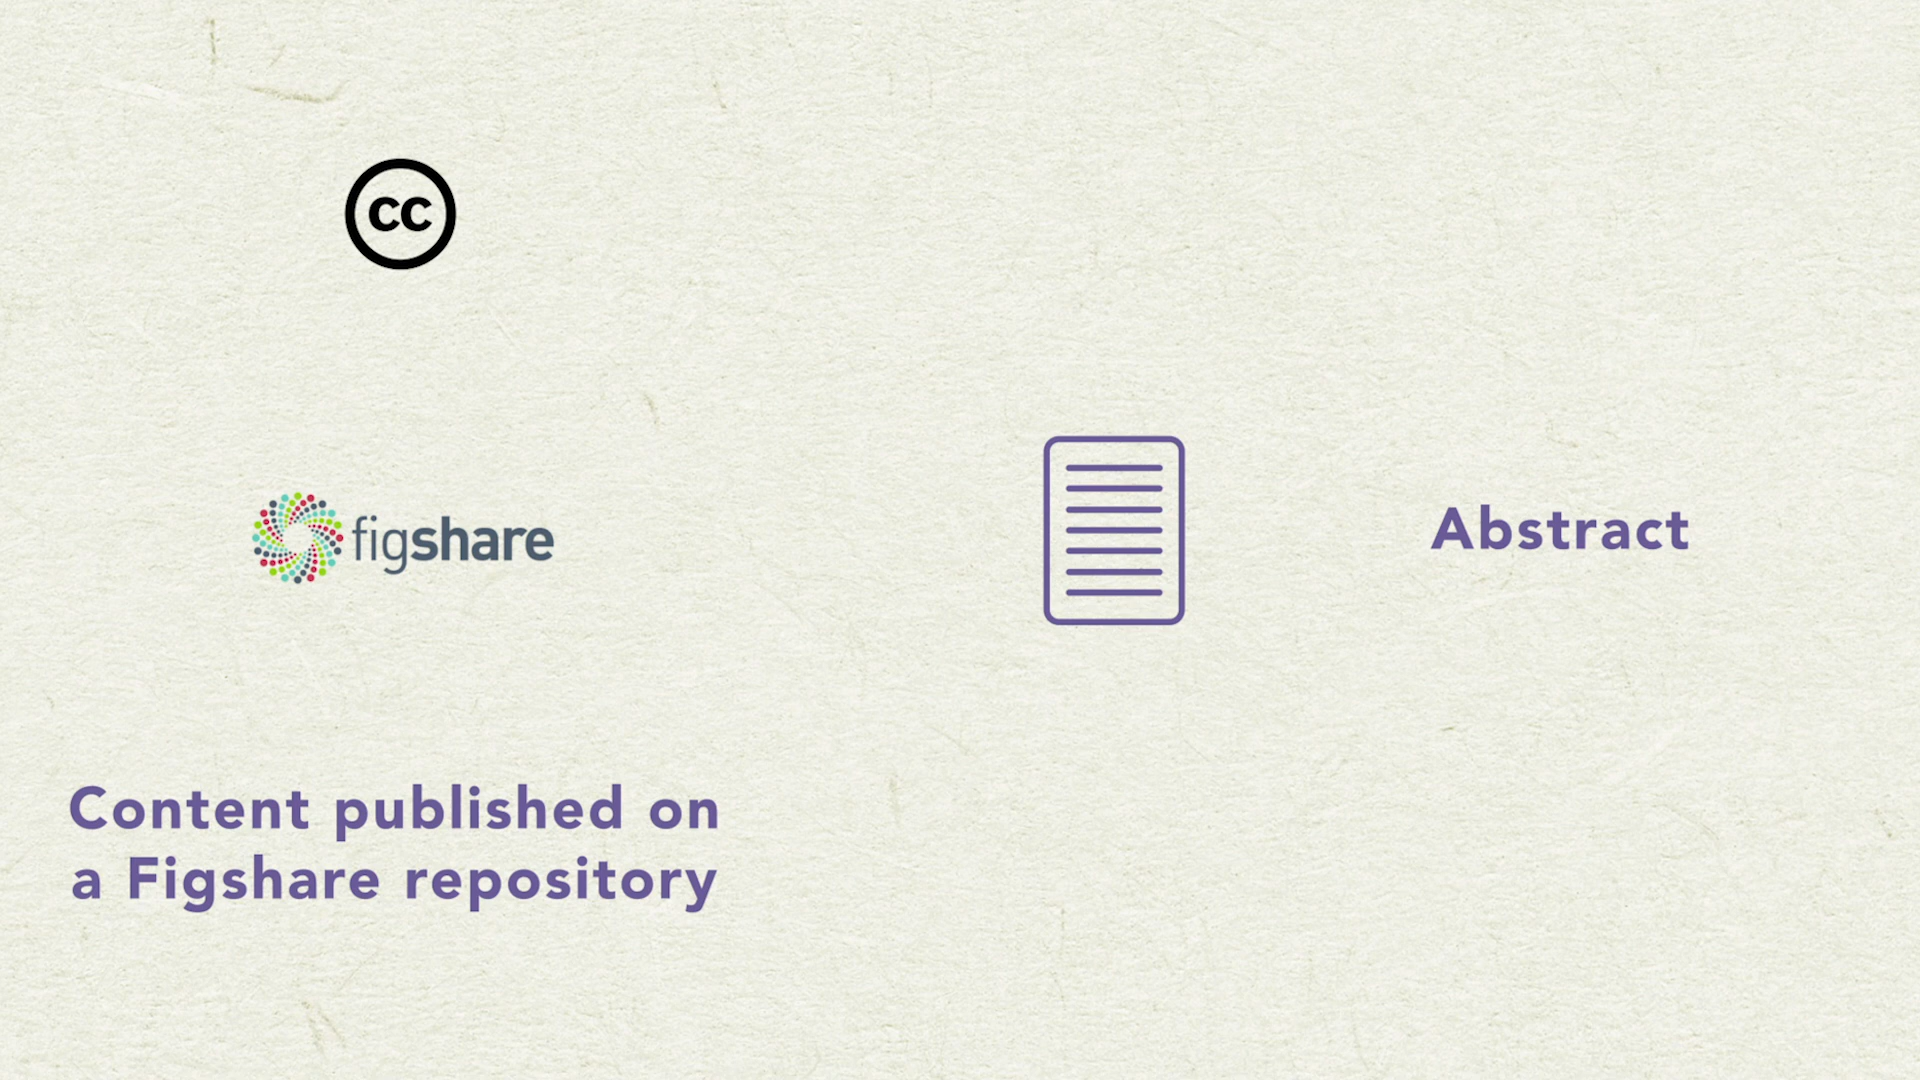 cc
figshare
Abstract
Content published on
a Figshare repository